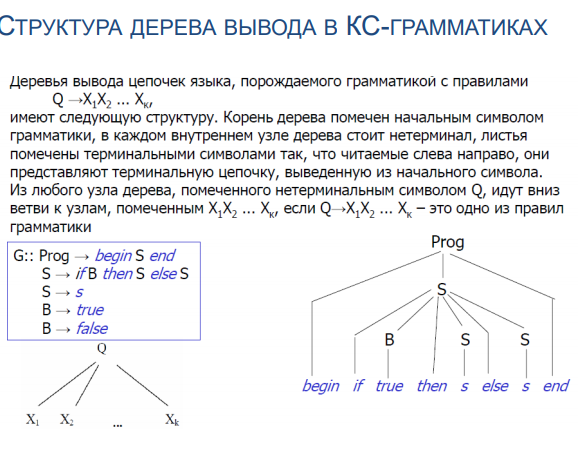 СТРУКТУРА ДЕРЕВА ВЫВОДА В КС-ГРАММАТИКАХ
Деревья вывода цепочек языка, порождаемого грамматикой с правилами
Q →X₁X₂ ... Xₖ,
имеют следующую структуру. Корень дерева помечен начальным символом
грамматики, в каждом внутреннем узле дерева стоит нетерминал, листья
помечены терминальными символами так, что читаемые слева направо, они
представляют терминальную цепочку, выведенную из начального символа.
Из любого узла дерева, помеченного нетерминальным символом Q, идут вниз
ветви к узлам, помеченным X₁X₂ ... Xₖ, если Q→X₁X₂ ... Xₖ – это одно из правил
грамматики
G:: Prog → begin S end
S → if B then S else S
S → s
B → true
B → false
Q
X₁ X₂ ... Xₖ
Prog
S
B S S
begin if true then s else s end